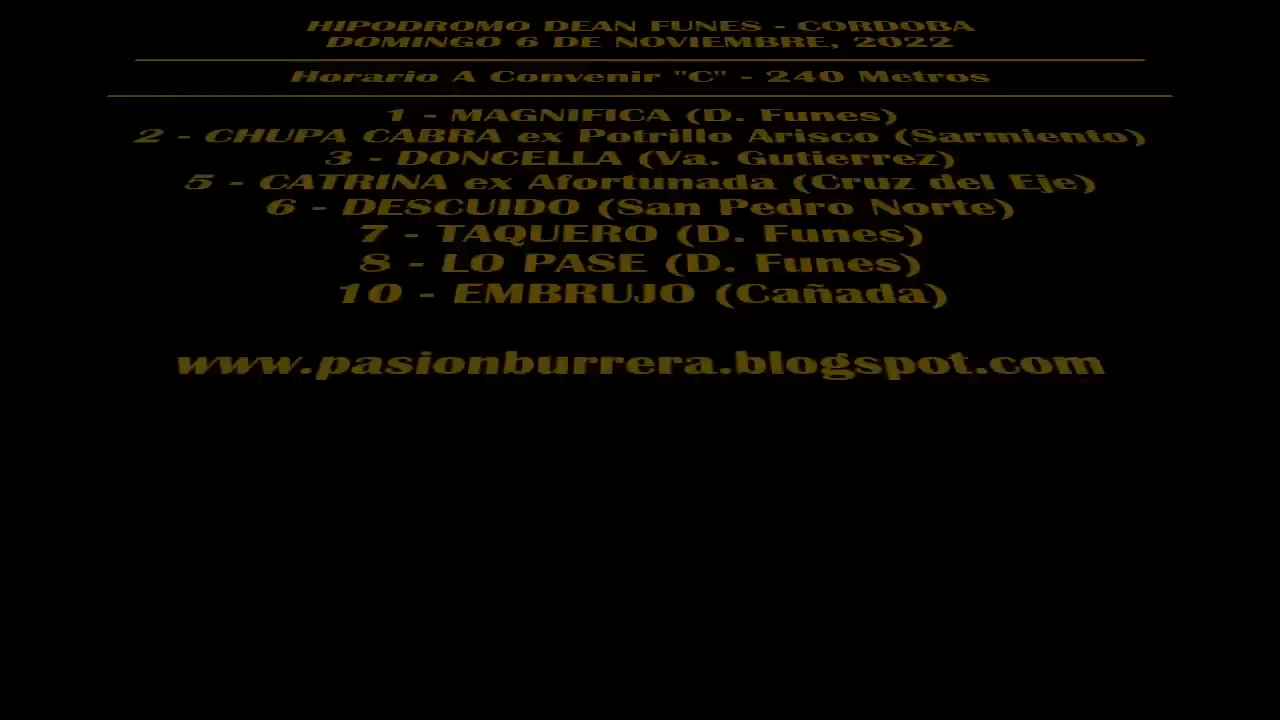 HIPODROMO DEAN FUNES - CORDOBA
DOMINGO 6 DE NOVIEMBRE, 2022
Horario A Convenir "C" - 240 Metros
1 - MAGNIFICA (D. Funes)
2 - CHUPA CABRA ex Potrillo Arisco (Sarmiento)
3 - DONCELLA (Va. Gutierrez)
5 - CATRINA ex Afortunada (Cruz del Eje)
6 - DESCUIDO (San Pedro Norte)
7 - TAQUERO (D. Funes)
8 - LO PASE (D. Funes)
10 - EMBRUJO (Cañada)
www.pasionburrera.blogspot.com